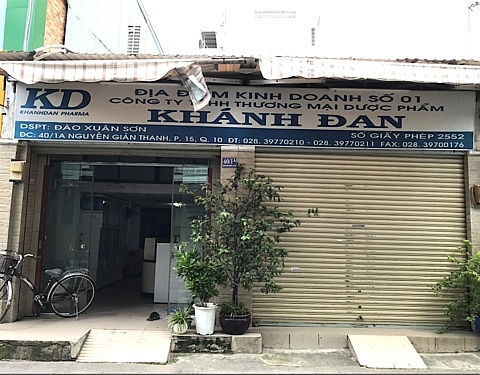 KD
KHANHDAN PHARMA
ĐỊA ĐIỂM KINH DOANH SỐ 01
CÔNG TY TNHH THƯƠNG MẠI DƯỢC PHẨM
KHÁNH ĐAN
DSPT: ĐÀO XUÂN SƠN
SỐ GIẤY PHÉP 2552
ĐC: 40/1A NGUYỄN GIẢN THANH, P. 15, Q. 10 ĐT: 028. 39770210 - 028. 39770211 FAX: 028. 39700176
40/1A